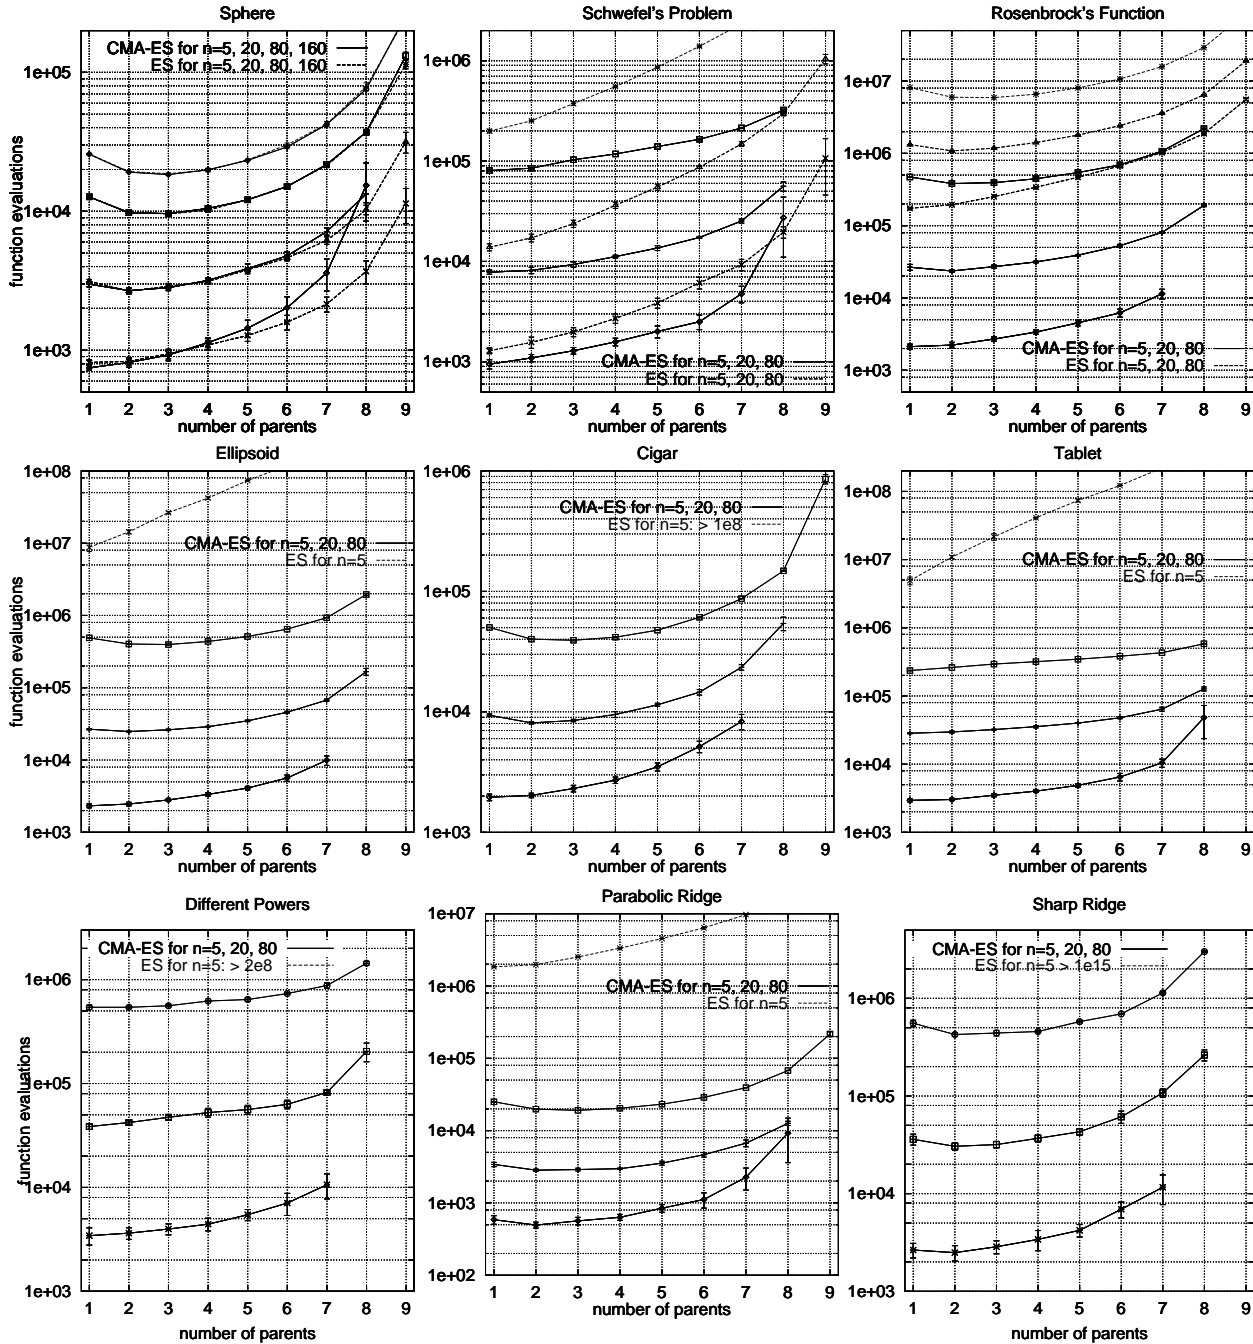 Sphere
CMA-ES for n=5, 20, 80, 160
ES for n=5, 20, 80, 160
1e+05
1e+04
1e+03
function evaluations
1 2 3 4 5 6 7 8 9
number of parents
Schwefel's Problem
1e+06
1e+05
1e+04
1e+03
CMA-ES for n=5, 20, 80
ES for n=5, 20, 80
1 2 3 4 5 6 7 8 9
number of parents
Rosenbrock's Function
1e+07
1e+06
1e+05
1e+04
1e+03
CMA-ES for n=5, 20, 80
ES for n=5, 20, 80
1 2 3 4 5 6 7 8 9
number of parents
Ellipsoid
1e+08
1e+07
1e+06
1e+05
1e+04
1e+03
CMA-ES for n=5, 20, 80
ES for n=5
function evaluations
1 2 3 4 5 6 7 8 9
number of parents
Cigar
1e+06
1e+05
1e+04
1e+03
CMA-ES for n=5, 20, 80
ES for n=5: > 1e8
1 2 3 4 5 6 7 8 9
number of parents
Tablet
1e+08
1e+07
1e+06
1e+05
1e+04
1e+03
CMA-ES for n=5, 20, 80
ES for n=5
1 2 3 4 5 6 7 8 9
number of parents
Different Powers
CMA-ES for n=5, 20, 80
ES for n=5: > 2e8
1e+06
1e+05
1e+04
1e+03
function evaluations
1 2 3 4 5 6 7 8 9
number of parents
Parabolic Ridge
1e+07
1e+06
1e+05
1e+04
1e+03
1e+02
CMA-ES for n=5, 20, 80
ES for n=5
1 2 3 4 5 6 7 8 9
number of parents
Sharp Ridge
CMA-ES for n=5, 20, 80
ES for n=5 > 1e15
1e+06
1e+05
1e+04
1e+03
1 2 3 4 5 6 7 8 9
number of parents